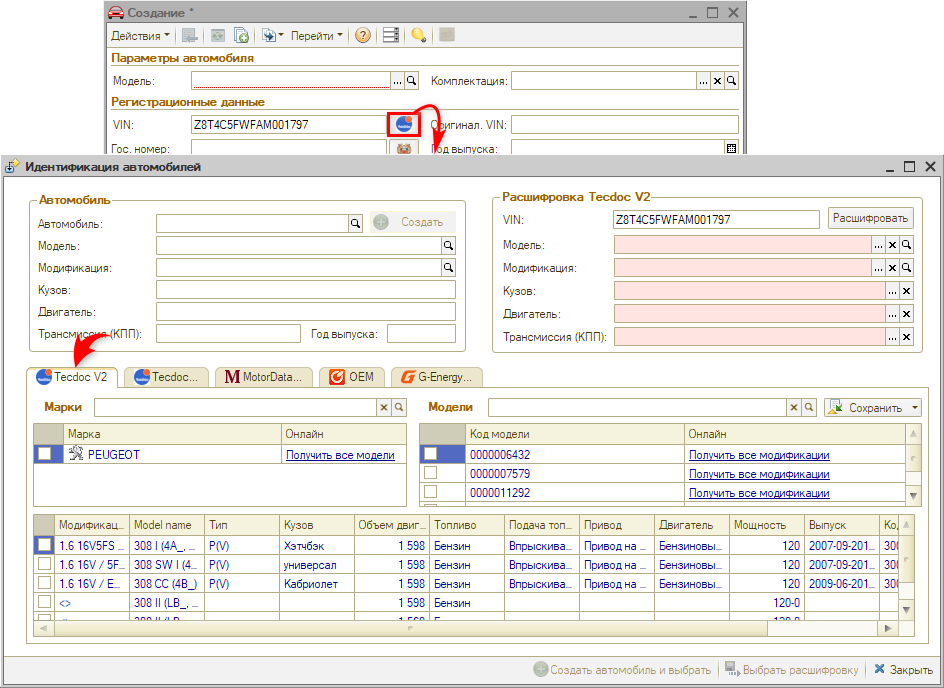 Создание *
Действия Перейти
Параметры автомобиля
Модель: ... Комплектация: ...
Регистрационные данные
VIN: Z8T4C5FWFAM001797 Оригинал. VIN:
Гос. номер: Год выпуска:
Идентификация автомобилей
Автомобиль
Автомобиль: Создать
Модель:
Модификация:
Кузов:
Двигатель:
Трансмиссия (КПП): Год выпуска:
Расшифровка Tecdoc V2
VIN: Z8T4C5FWFAM001797 Расшифровать
Модель: ...
Модификация: ...
Кузов: ...
Двигатель: ...
Трансмиссия (КПП): ...
Tecdoc V2 Tecdoc... MotorData... OEM G-Energy...
Марки Модели Сохранить
Марка Онлайн
PEUGEOT Получить все модели
Код модели Онлайн
0000006432 Получить все модификации
0000007579 Получить все модификации
0000011292 Получить все модификации
Модификац... Model name Тип Кузов Объем двиг... Топливо Подача топ... Привод Двигатель Мощность Выпуск
1.6 16V5FS ... 308 I (4A_, ... P(V) Хэтчбэк 1 598 Бензин Впрыскива... Привод на ... Бензиновы... 120 2007-09-201...
1.6 16V / 5F... 308 SW I (4... P(V) универсал 1 598 Бензин Впрыскива... Привод на ... Бензиновы... 120 2007-09-201...
1.6 16V / E... 308 CC (4B_) P(V) Кабриолет 1 598 Бензин Впрыскива... Привод на ... Бензиновы... 120 2009-06-201...
<> 308 II (LB_, ... 1 598 Бензин 120-0
Создать автомобиль и выбрать Выбрать расшифровку Закрыть